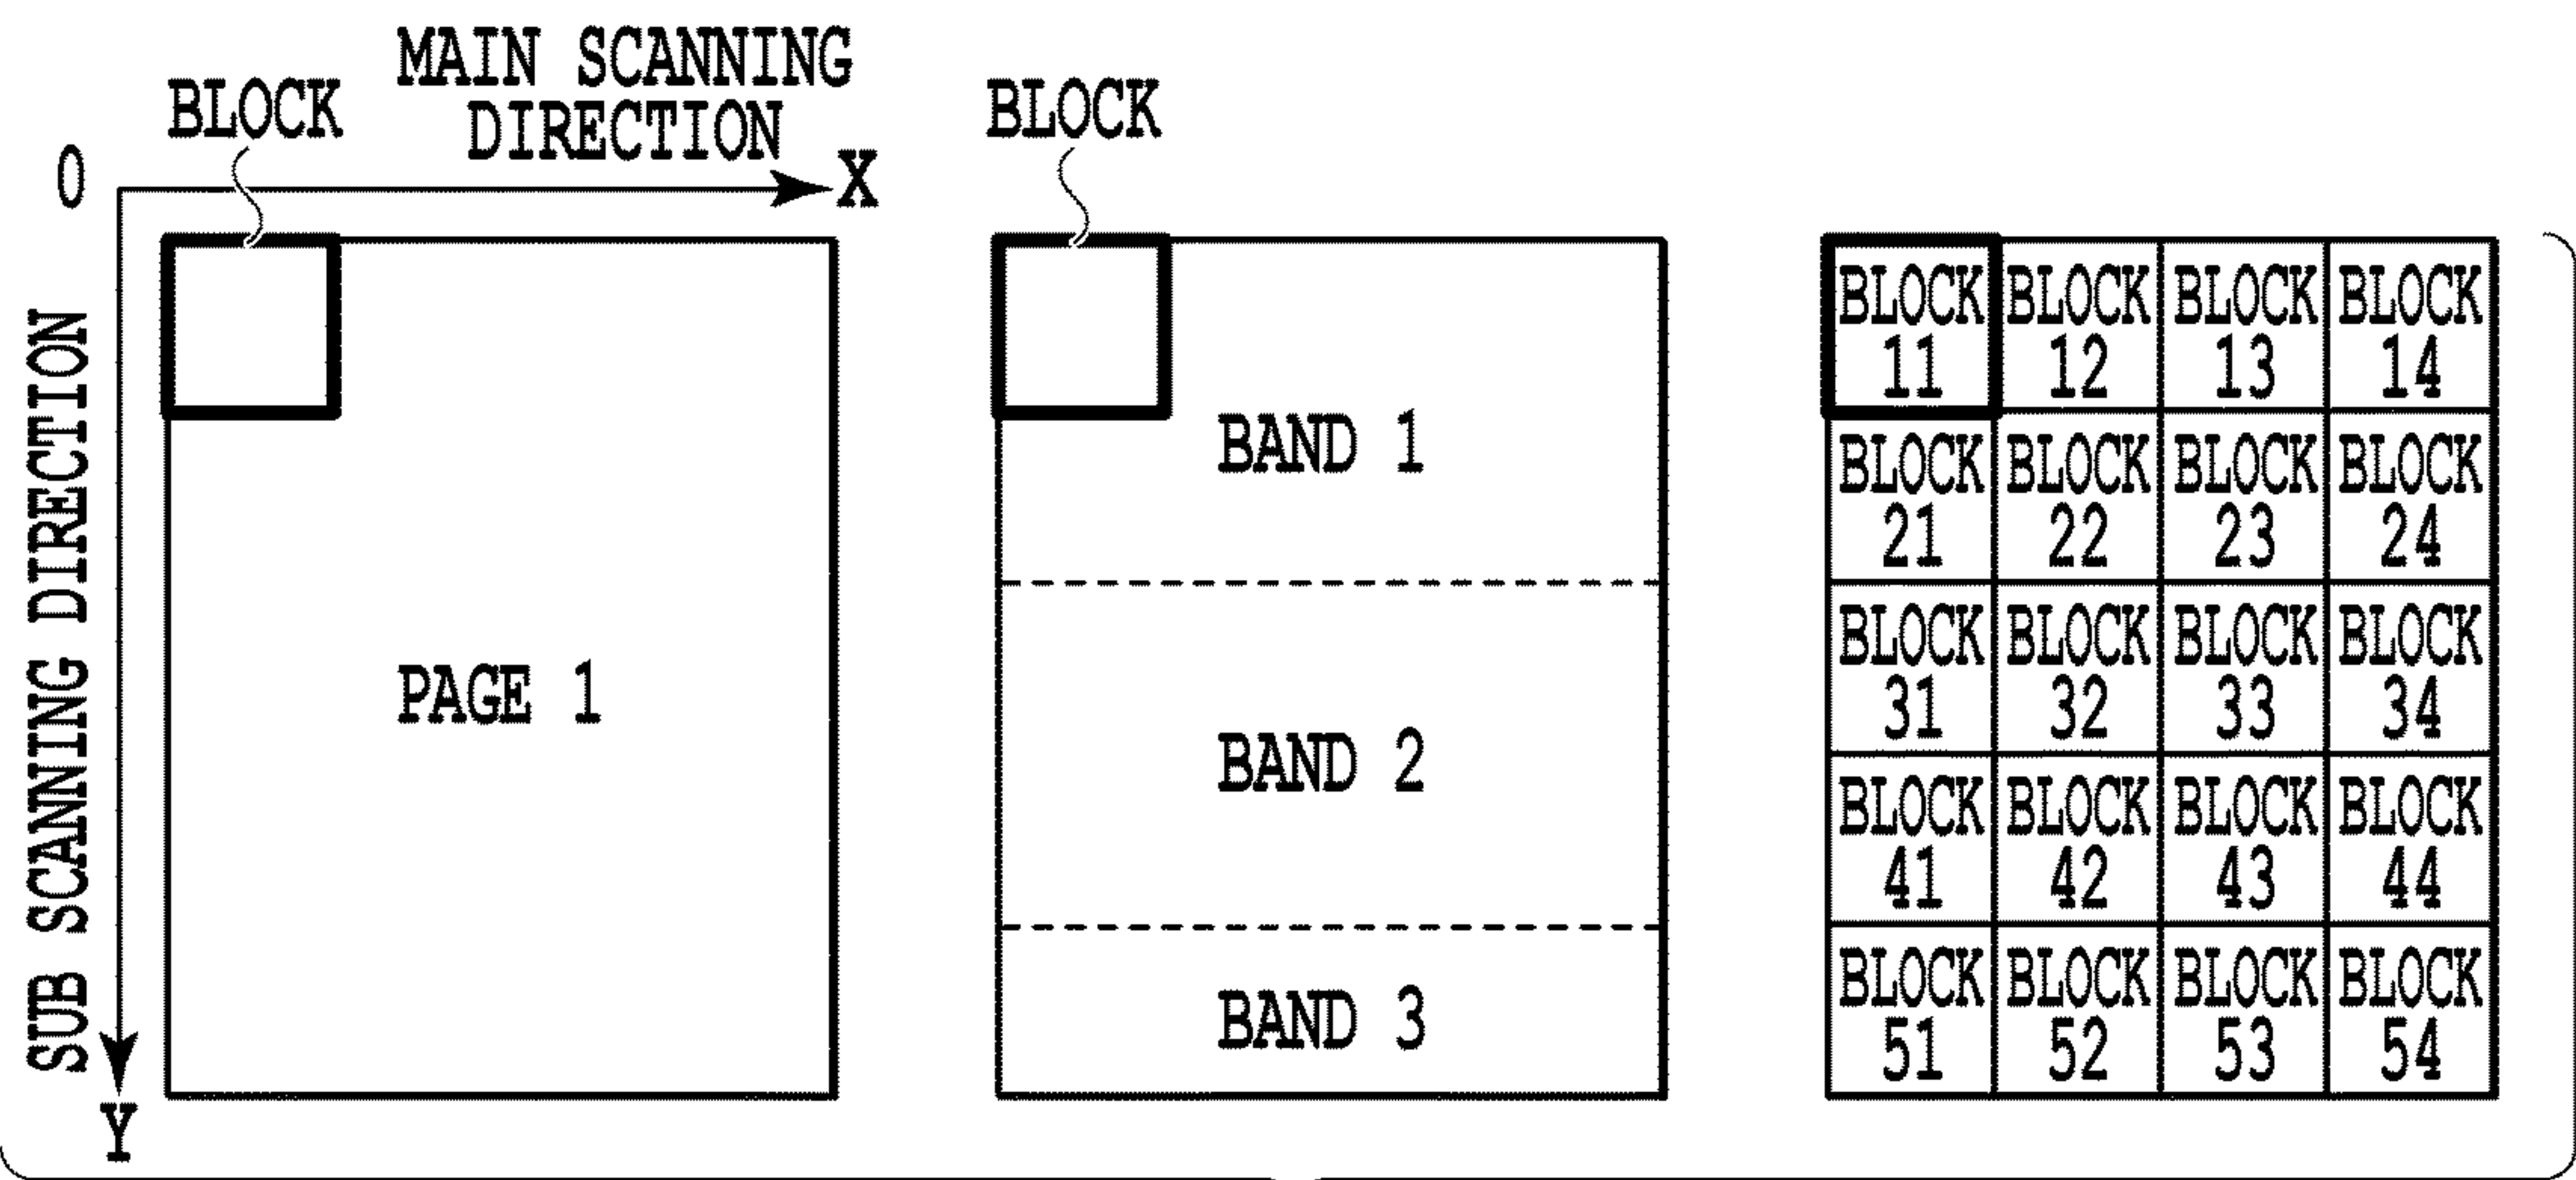 MAIN SCANNING
DIRECTION
BLOCK
0
X
SUB SCANNING DIRECTION
Y
PAGE 1
BLOCK
BAND 1
BAND 2
BAND 3
BLOCK BLOCK BLOCK BLOCK
11 12 13 14
BLOCK BLOCK BLOCK BLOCK
21 22 23 24
BLOCK BLOCK BLOCK BLOCK
31 32 33 34
BLOCK BLOCK BLOCK BLOCK
41 42 43 44
BLOCK BLOCK BLOCK BLOCK
51 52 53 54